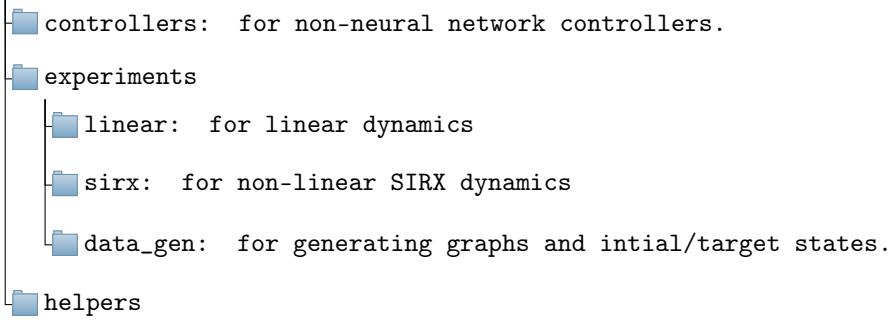 controllers: for non-neural network controllers.
experiments
linear: for linear dynamics
sirx: for non-linear SIRX dynamics
data_gen: for generating graphs and intial/target states.
helpers